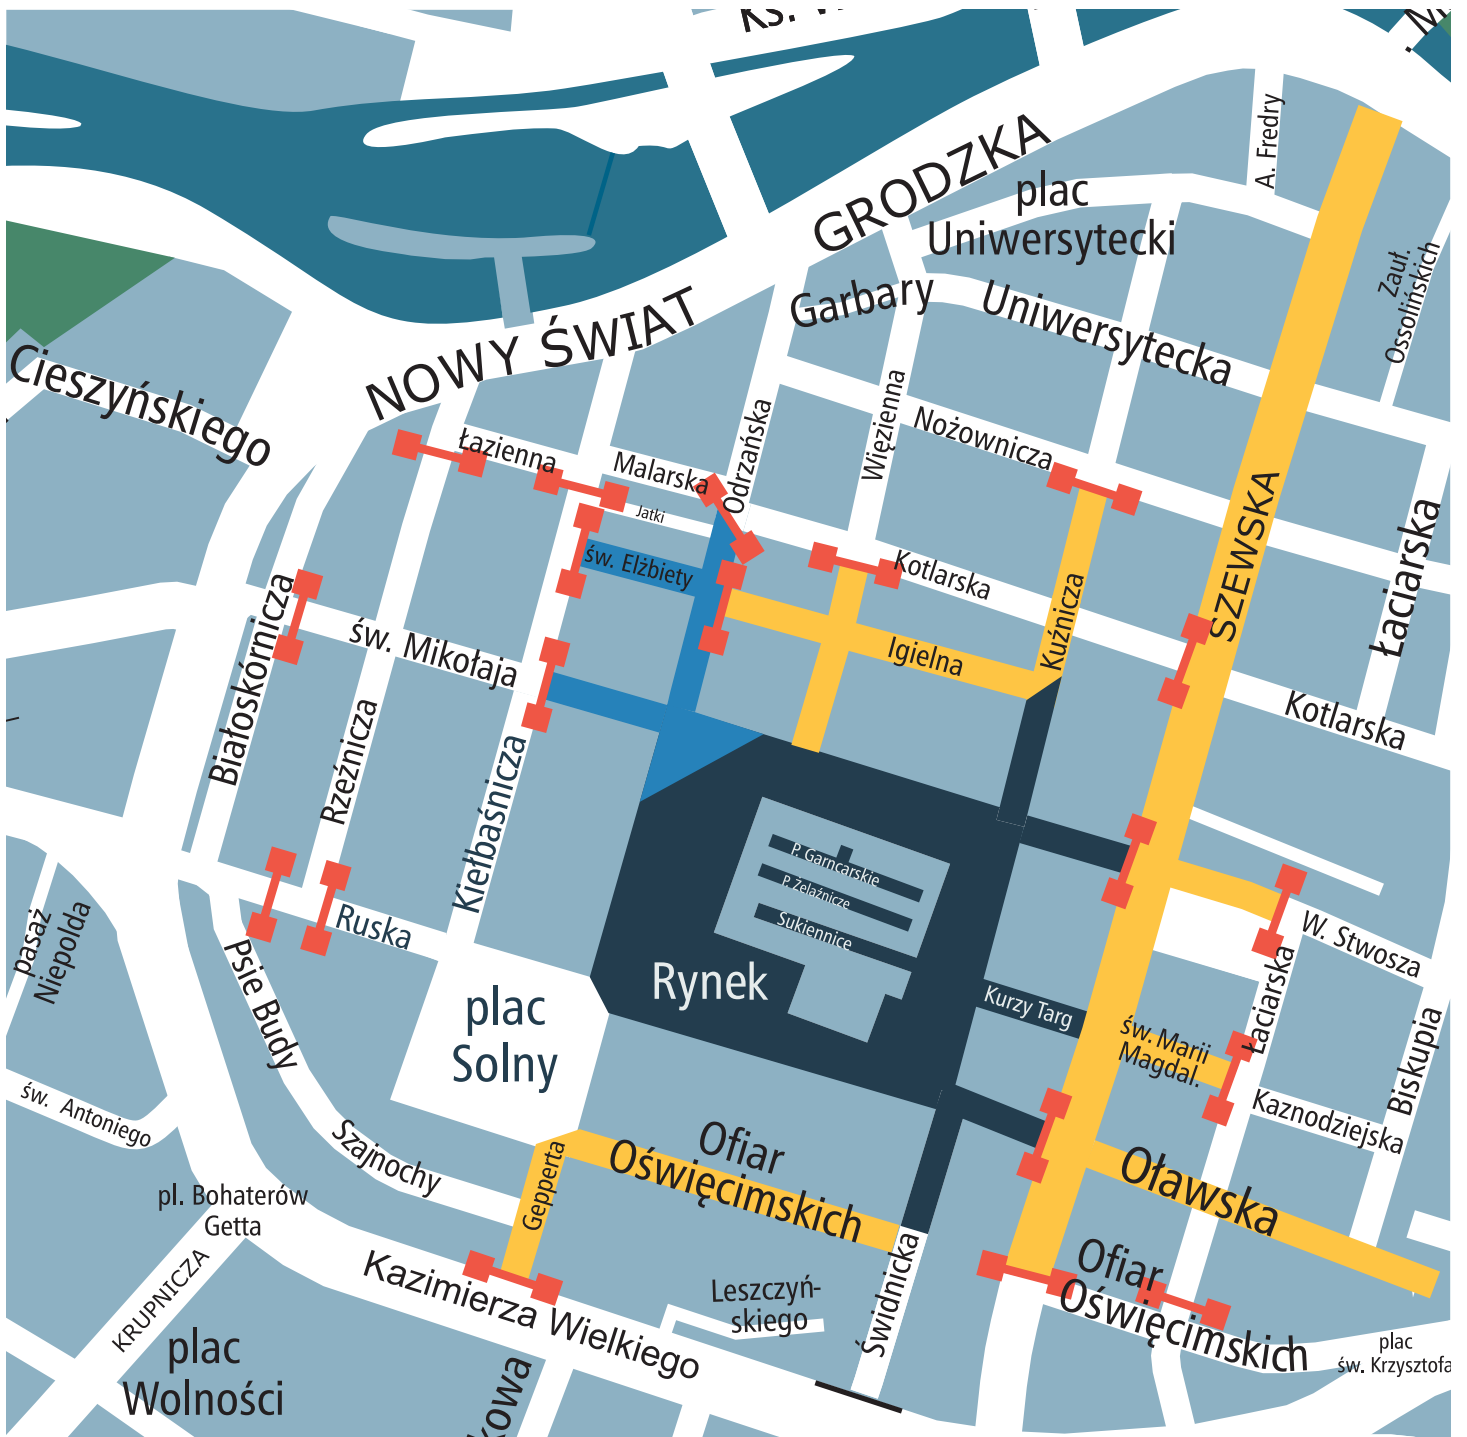 GRODZKA
A. Fredry
plac
Uniwersytecki
Zauł.
Ossolińskich
Garbary
Uniwersytecka
NOWY ŚWIAT
Cieszyńskiego
Łazienna
Malarska
Jatki
Odrzańska
Więzienna
Nożownicza
SZEWSKA
Łaciarska
św. Elżbiety
Kotlarska
Kuźnicza
Igielna
Białoskórnicza
św. Mikołaja
Rzeźnicza
Kiełbaśnicza
Kotlarska
P. Garncarskie
P. Żelaźnicze
Sukiennice
Rynek
Kurzy Targ
W. Stwosza
Łaciarska
Biskupia
św. Marii
Magdal.
Kaznodziejska
pasaż
Niepolda
Ruska
Psie Budy
plac
Solny
św. Antoniego
Szajnochy
pl. Bohaterów
Getta
Gepperta
Ofiar
Oświęcimskich
Oławska
KRUPNICZA
Kazimierza Wielkiego
Leszczyń-
skiego
Świdnicka
Ofiar
Oświęcimskich
plac
św. Krzysztofa
plac
Wolności